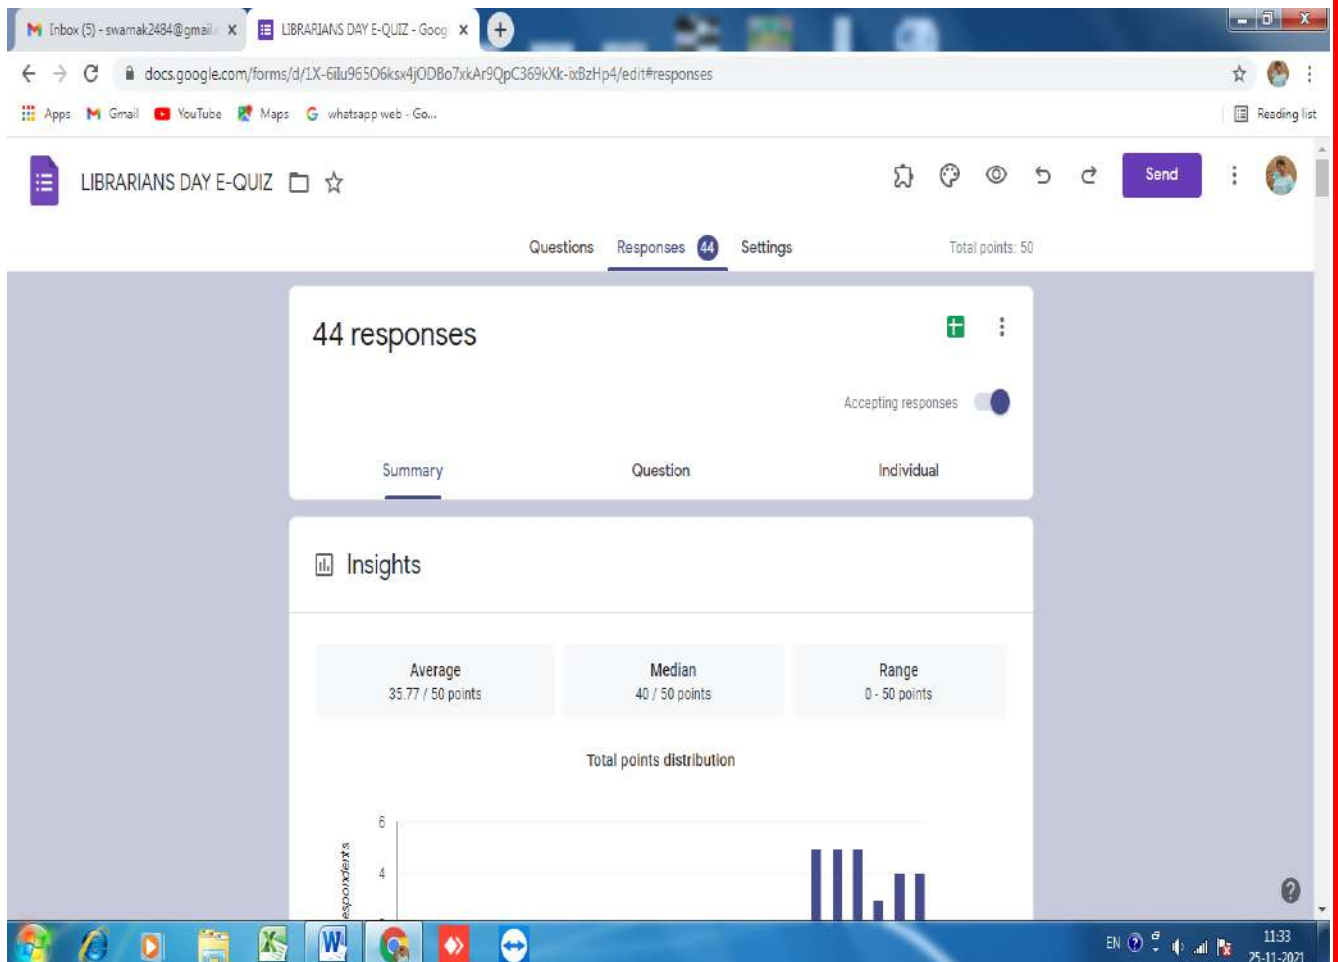 Inbox (5) - swarnak2484@gmail.c
LIBRARIANS DAY E-QUIZ - Goog
docs.google.com/forms/d/1X-6iIu965O6ksx4jODBo7xkAr9QpC369kXk-ixBzHp4/edit#responses
Apps Gmail YouTube Maps whatsapp web - Go... Reading list
LIBRARIANS DAY E-QUIZ Send
Questions Responses 44 Settings Total points: 50
44 responses
Accepting responses
Summary Question Individual
Insights
Average Median Range
35.77 / 50 points 40 / 50 points 0 - 50 points
Total points distribution
6
4
EN 11:33
25-11-2021